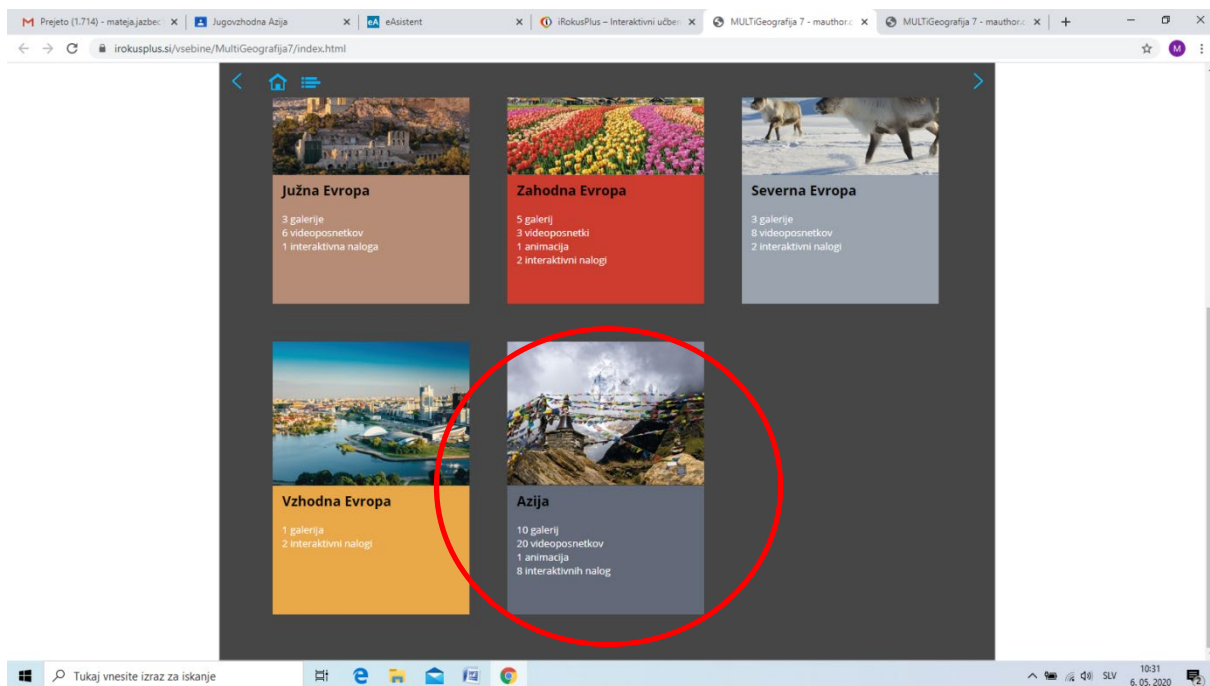 Prejeto (1.714) - mateja.jazbec
Jugovzhodna Azija
eA eAsistent
iRokusPlus – Interaktivni učben
MULTiGeografija 7 - mauthor.c
MULTiGeografija 7 - mauthor.c
irokusplus.si/vsebine/MultiGeografija7/index.html
M
Južna Evropa
3 galerije
6 videoposnetkov
1 interaktivna naloga
Zahodna Evropa
5 galerij
3 videoposnetki
1 animacija
2 interaktivni nalogi
Severna Evropa
3 galerije
8 videoposnetkov
2 interaktivni nalogi
Vzhodna Evropa
1 galerija
2 interaktivni nalogi
Azija
10 galerij
20 videoposnetkov
1 animacija
8 interaktivnih nalog
Tukaj vnesite izraz za iskanje
SLV
10:31
6. 05. 2020
2